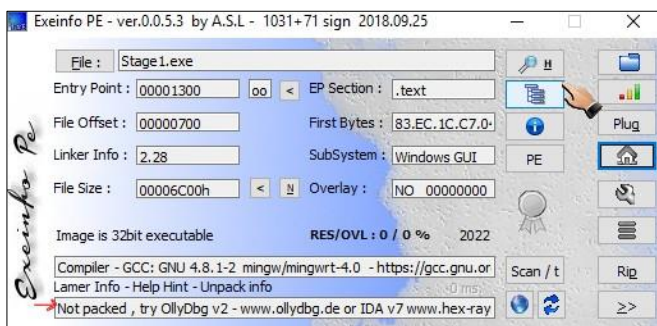 Exeinfo PE - ver.0.0.5.3 by A.S.L - 1031+71 sign 2018.09.25
File : Stage1.exe H
Entry Point : 00001300 oo < EP Section : .text
File Offset : 00000700 First Bytes : 83.EC.1C.C7.0 Plug
Linker Info : 2.28 SubSystem : Windows GUI PE
File Size : 00006C00h < N Overlay : NO 00000000
Image is 32bit executable RES/OVL : 0 / 0 % 2022
Compiler - GCC: GNU 4.8.1-2 mingw/mingwrt-4.0 - https://gcc.gnu.or Scan / t Rip
Lamer Info - Help Hint - Unpack info 0 ms.
Not packed , try OllyDbg v2 - www.ollydbg.de or IDA v7 www.hex-ray >>
Exeinfo Pe